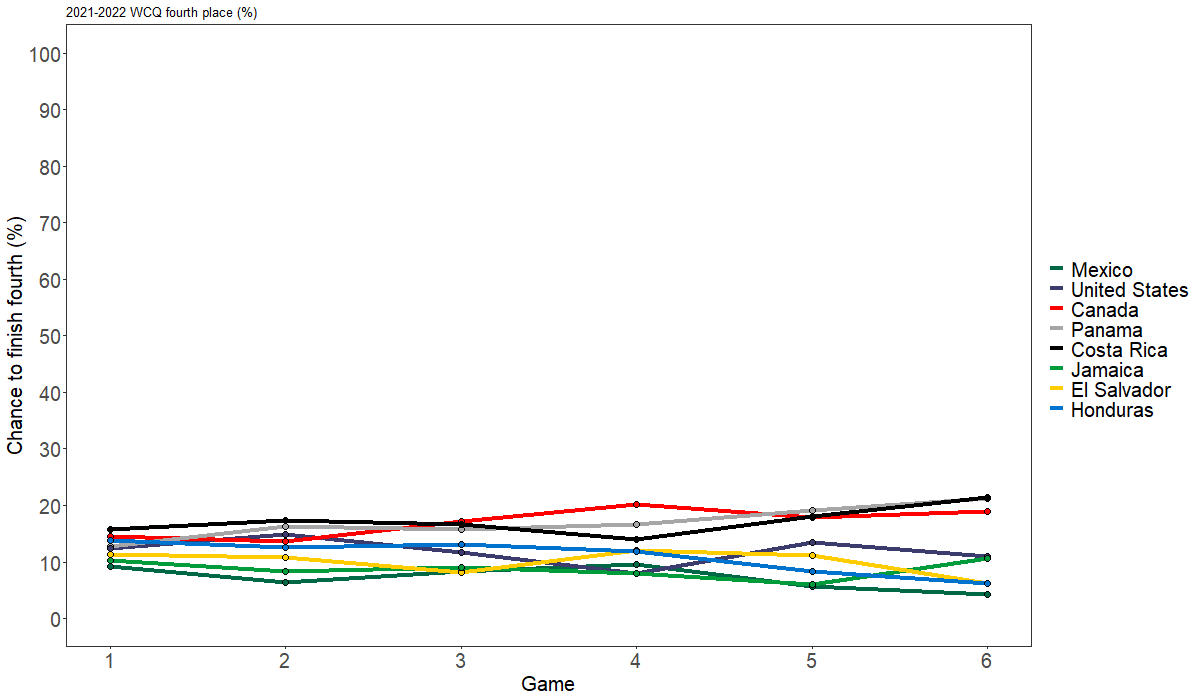 2021-2022 WCQ fourth place (%)
Chance to finish fourth (%)
100
90
80
70
60
50
40
30
20
10
0
1 2 3 4 5 6
Game
Mexico
United States
Canada
Panama
Costa Rica
Jamaica
El Salvador
Honduras